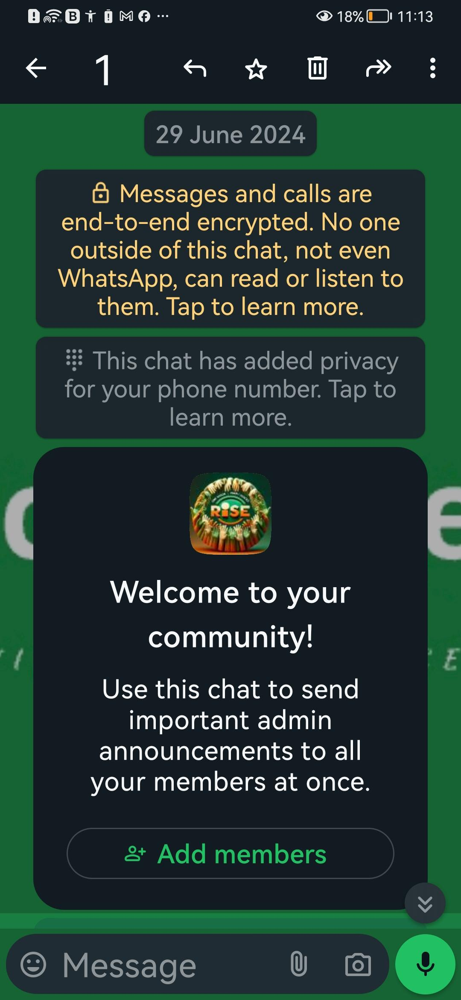 18% 11:13
1
29 June 2024
Messages and calls are
end-to-end encrypted. No one
outside of this chat, not even
WhatsApp, can read or listen to
them. Tap to learn more.
This chat has added privacy
for your phone number. Tap to
learn more.
RISE
Welcome to your
community!
Use this chat to send
important admin
announcements to all
your members at once.
Add members
Message